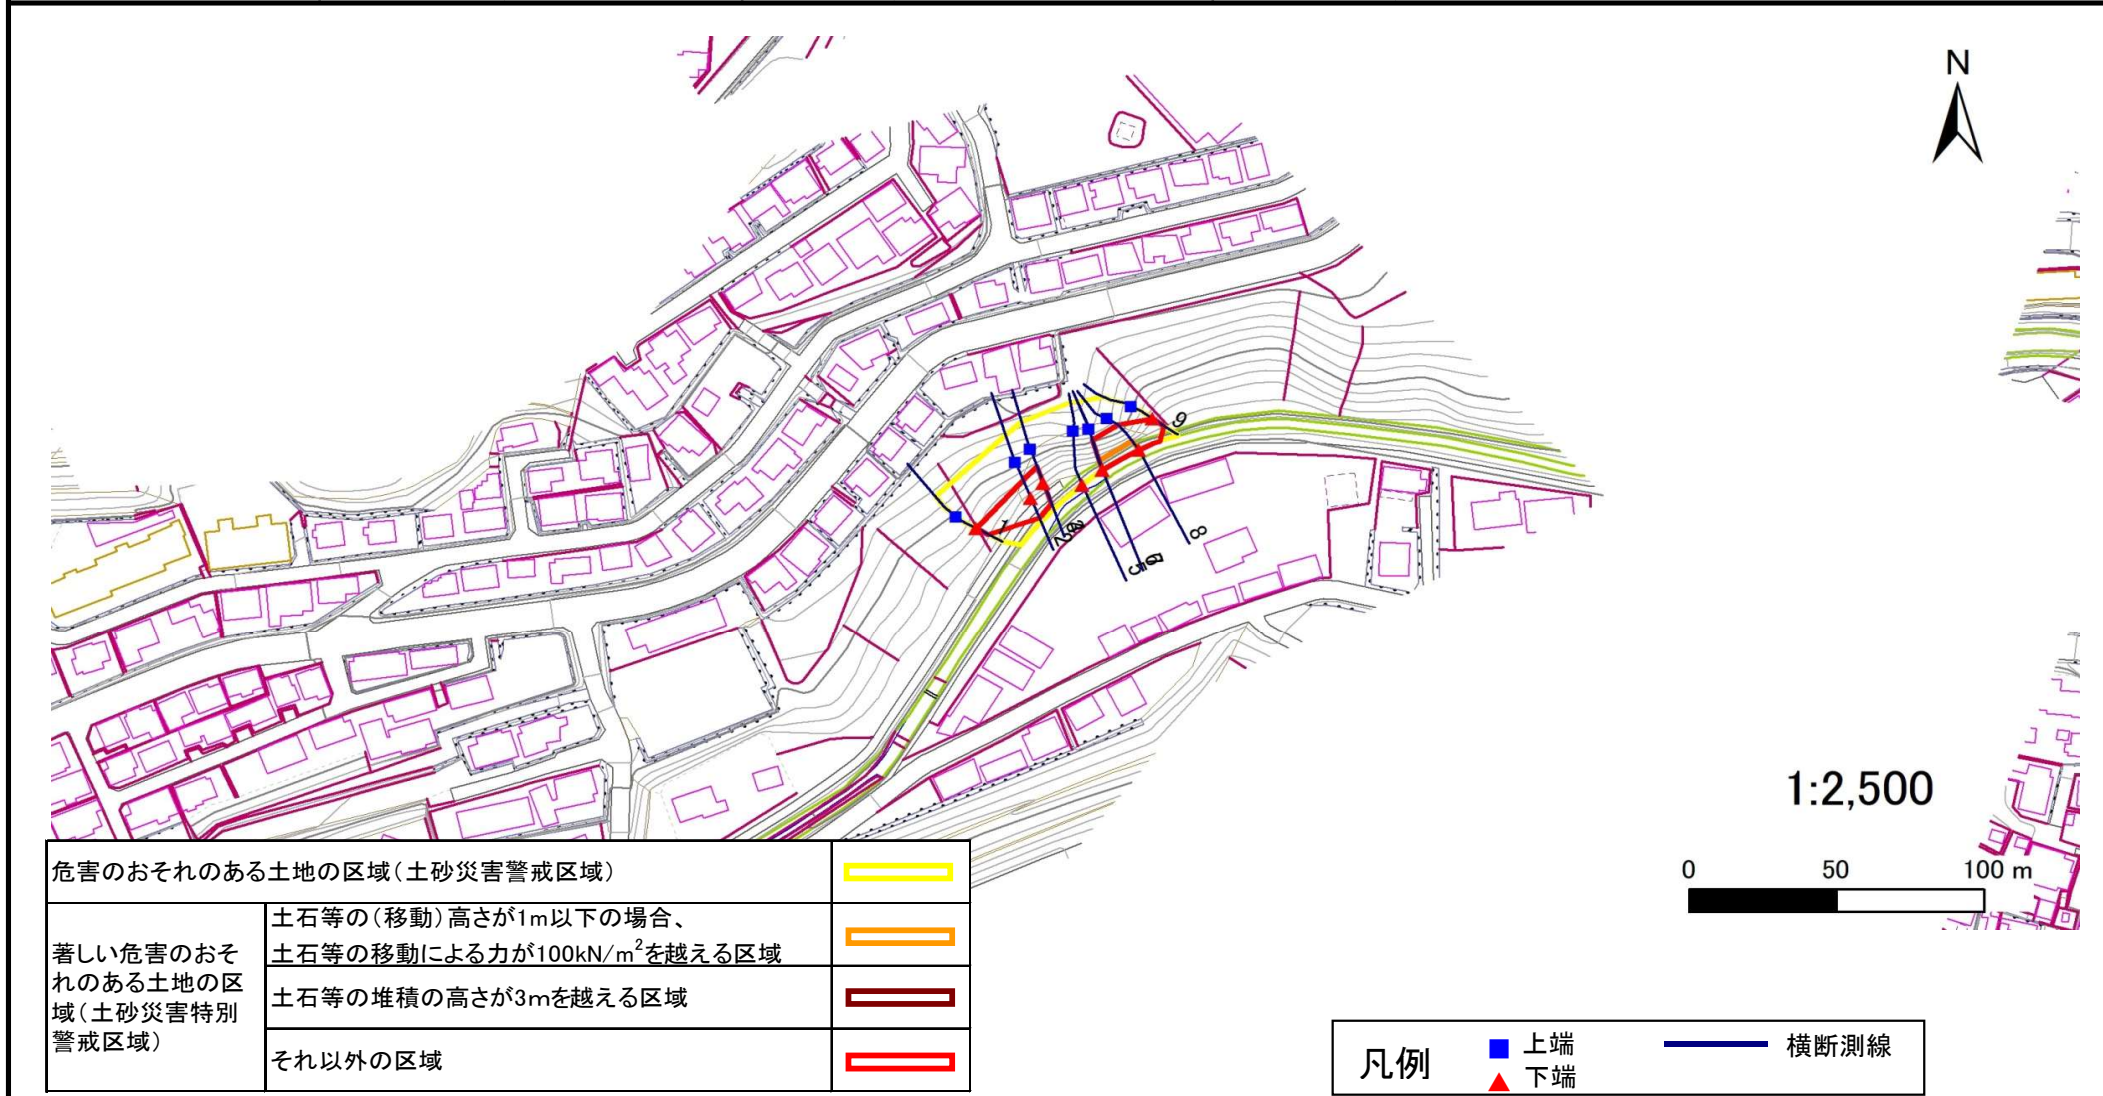 N
1
9
8
2
5
1:2,500
0 50 100 m
危害のおそれのある土地の区域(土砂災害警戒区域)
著しい危害のおそ
れのある土地の区
域(土砂災害特別
警戒区域)
土石等の(移動)高さが1m以下の場合、
土石等の移動による力が100kN/m²を越える区域
土石等の堆積の高さが3mを越える区域
それ以外の区域
凡例
上端
下端
横断測線